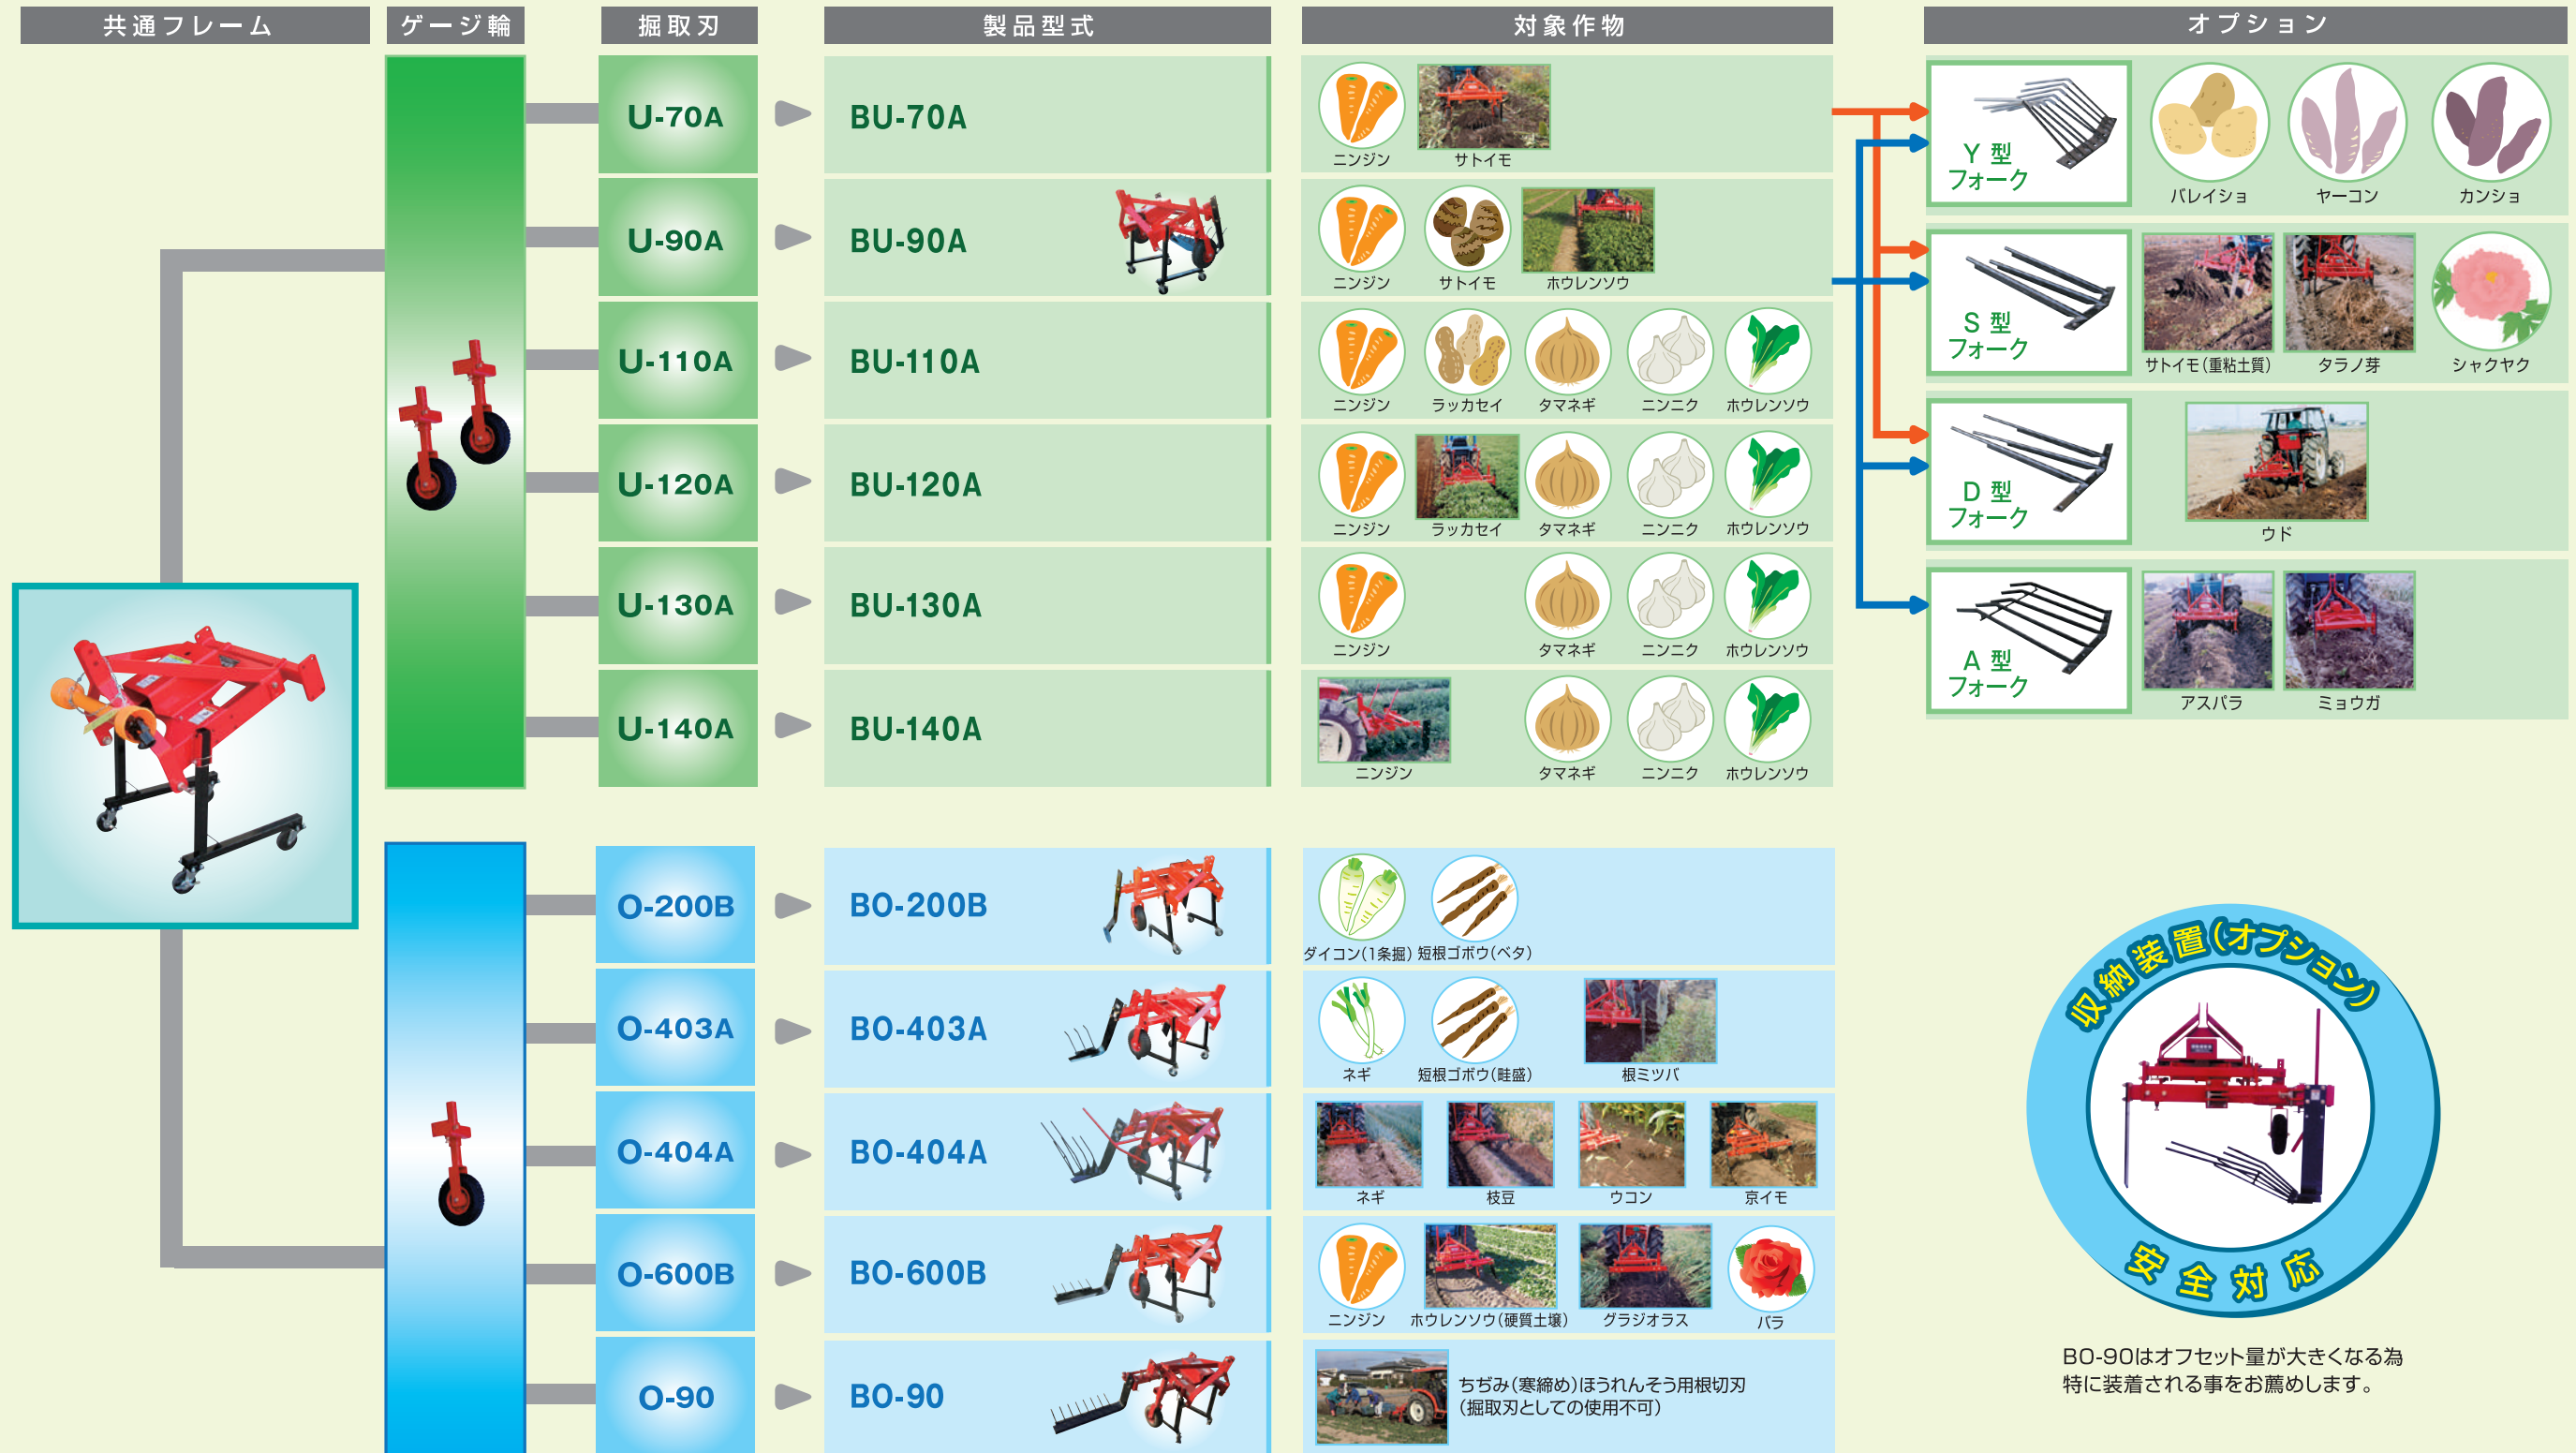 共通フレーム
ゲージ輪
掘取刃
製品型式
対象作物
オプション
U-70A
BU-70A
ニンジン
サトイモ
U-90A
BU-90A
ニンジン
サトイモ
ホウレンソウ
U-110A
BU-110A
ニンジン
ラッカセイ
タマネギ
ニンニク
ホウレンソウ
U-120A
BU-120A
ニンジン
ラッカセイ
タマネギ
ニンニク
ホウレンソウ
U-130A
BU-130A
ニンジン
タマネギ
ニンニク
ホウレンソウ
U-140A
BU-140A
ニンジン
タマネギ
ニンニク
ホウレンソウ
Y 型
フォーク
バレイショ
ヤーコン
カンショ
S 型
フォーク
サトイモ(重粘土質)
タラノ芽
シャクヤク
D 型
フォーク
ウド
A 型
フォーク
アスパラ
ミョウガ
O-200B
BO-200B
ダイコン(1条掘)
短根ゴボウ(ベタ)
O-403A
BO-403A
ネギ
短根ゴボウ(畦盛)
根ミツバ
O-404A
BO-404A
ネギ
枝豆
ウコン
京イモ
O-600B
BO-600B
ニンジン
ホウレンソウ(硬質土壌)
グラジオラス
バラ
O-90
BO-90
ちぢみ(寒締め)ほうれんそう用根切刃
(掘取刃としての使用不可)
収納装置(オプション)
安全対応
BO-90はオフセット量が大きくなる為
特に装着される事をお薦めします。